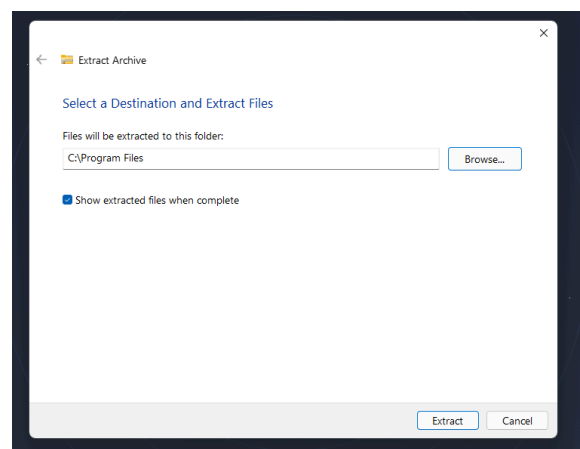 Extract Archive
Select a Destination and Extract Files
Files will be extracted to this folder:
C:\Program Files
Browse...
Show extracted files when complete
Extract
Cancel